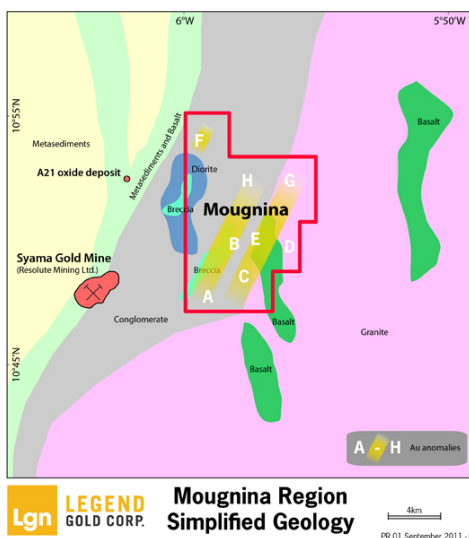 6°W
5°50'W
10°55'N
10°45'N
Basalt
Metasediments
Metasediments and Basalt
A21 oxide deposit
F
Diorite
H
G
Breccia
Mougnina
Syama Gold Mine
(Resolute Mining Ltd.)
B
E
D
Breccia
C
A
Conglomerate
Basalt
Granite
Basalt
A - H Au anomalies
Lgn
LEGEND
GOLD CORP.
Mougnina Region
Simplified Geology
4km
PR 01 September 2011